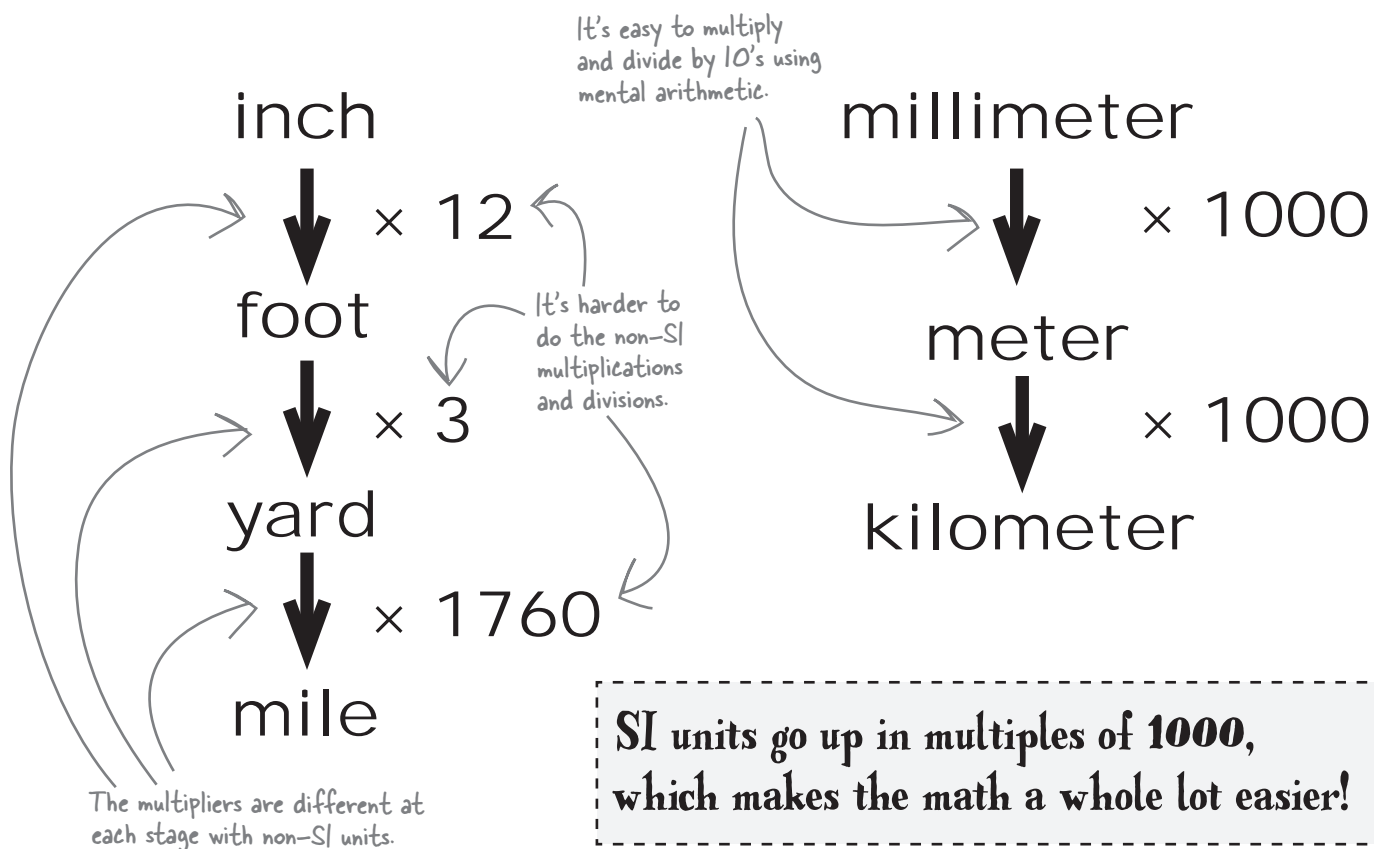 It's easy to multiply
and divide by 10's using
mental arithmetic.
inch
× 12
foot
× 3
yard
× 1760
mile
It's harder to
do the non-SI
multiplications
and divisions.
The multipliers are different at
each stage with non-SI units.
millimeter
× 1000
meter
× 1000
kilometer
SI units go up in multiples of 1000,
which makes the math a whole lot easier!